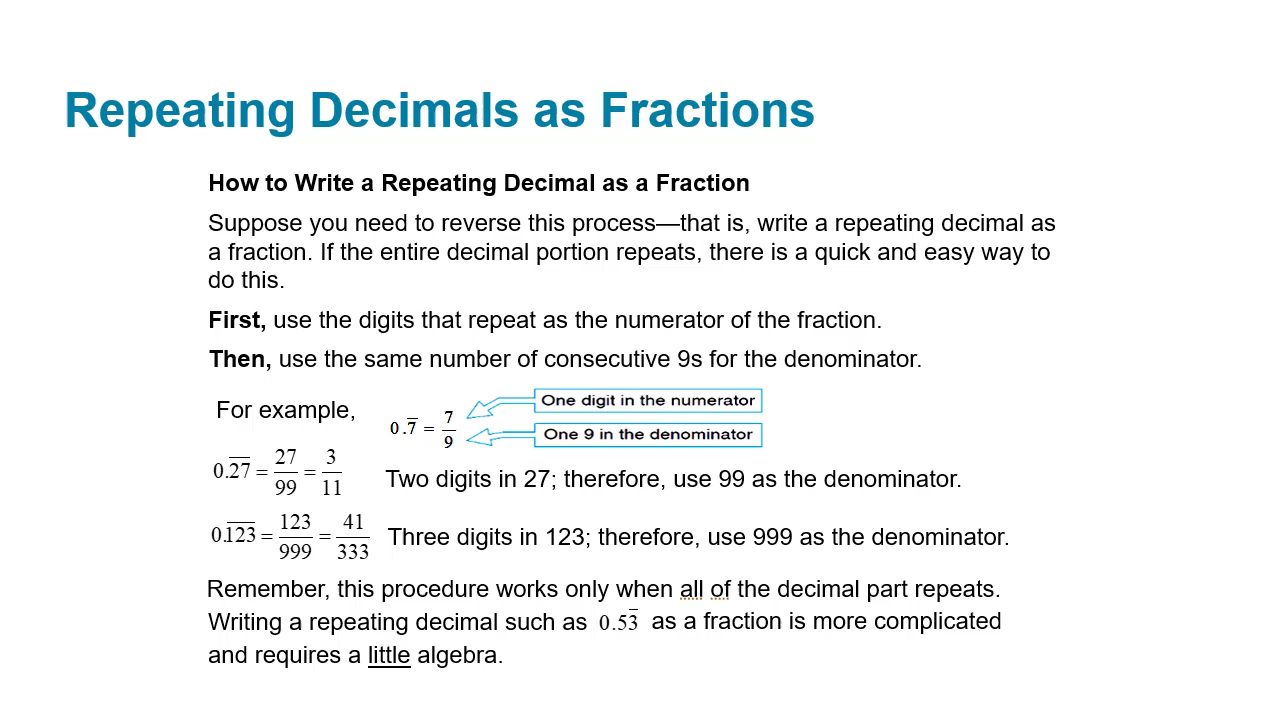 Repeating Decimals as Fractions
How to Write a Repeating Decimal as a Fraction
Suppose you need to reverse this process—that is, write a repeating decimal as
a fraction. If the entire decimal portion repeats, there is a quick and easy way to
do this.
First, use the digits that repeat as the numerator of the fraction.
Then, use the same number of consecutive 9s for the denominator.
For example,
0.7̅ = 7/9
One digit in the numerator
One 9 in the denominator
0.2̅7̅ = 27/99 = 3/11 Two digits in 27; therefore, use 99 as the denominator.
0.1̅2̅3̅ = 123/999 = 41/333 Three digits in 123; therefore, use 999 as the denominator.
Remember, this procedure works only when all of the decimal part repeats.
Writing a repeating decimal such as 0.53̅ as a fraction is more complicated
and requires a little algebra.